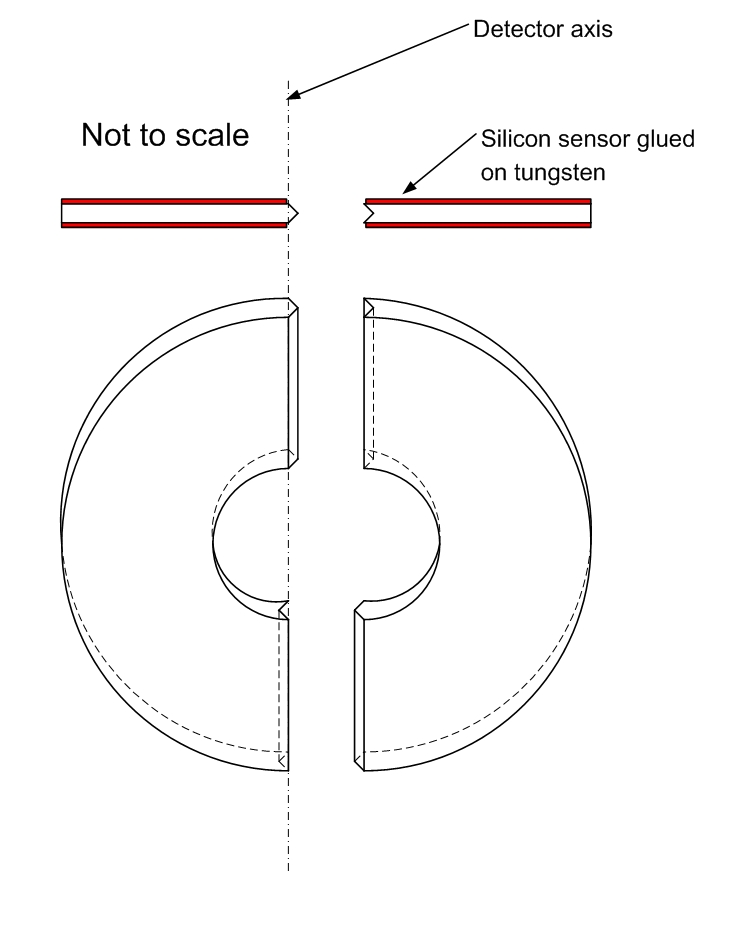 Detector axis
Not to scale
Silicon sensor glued
on tungsten